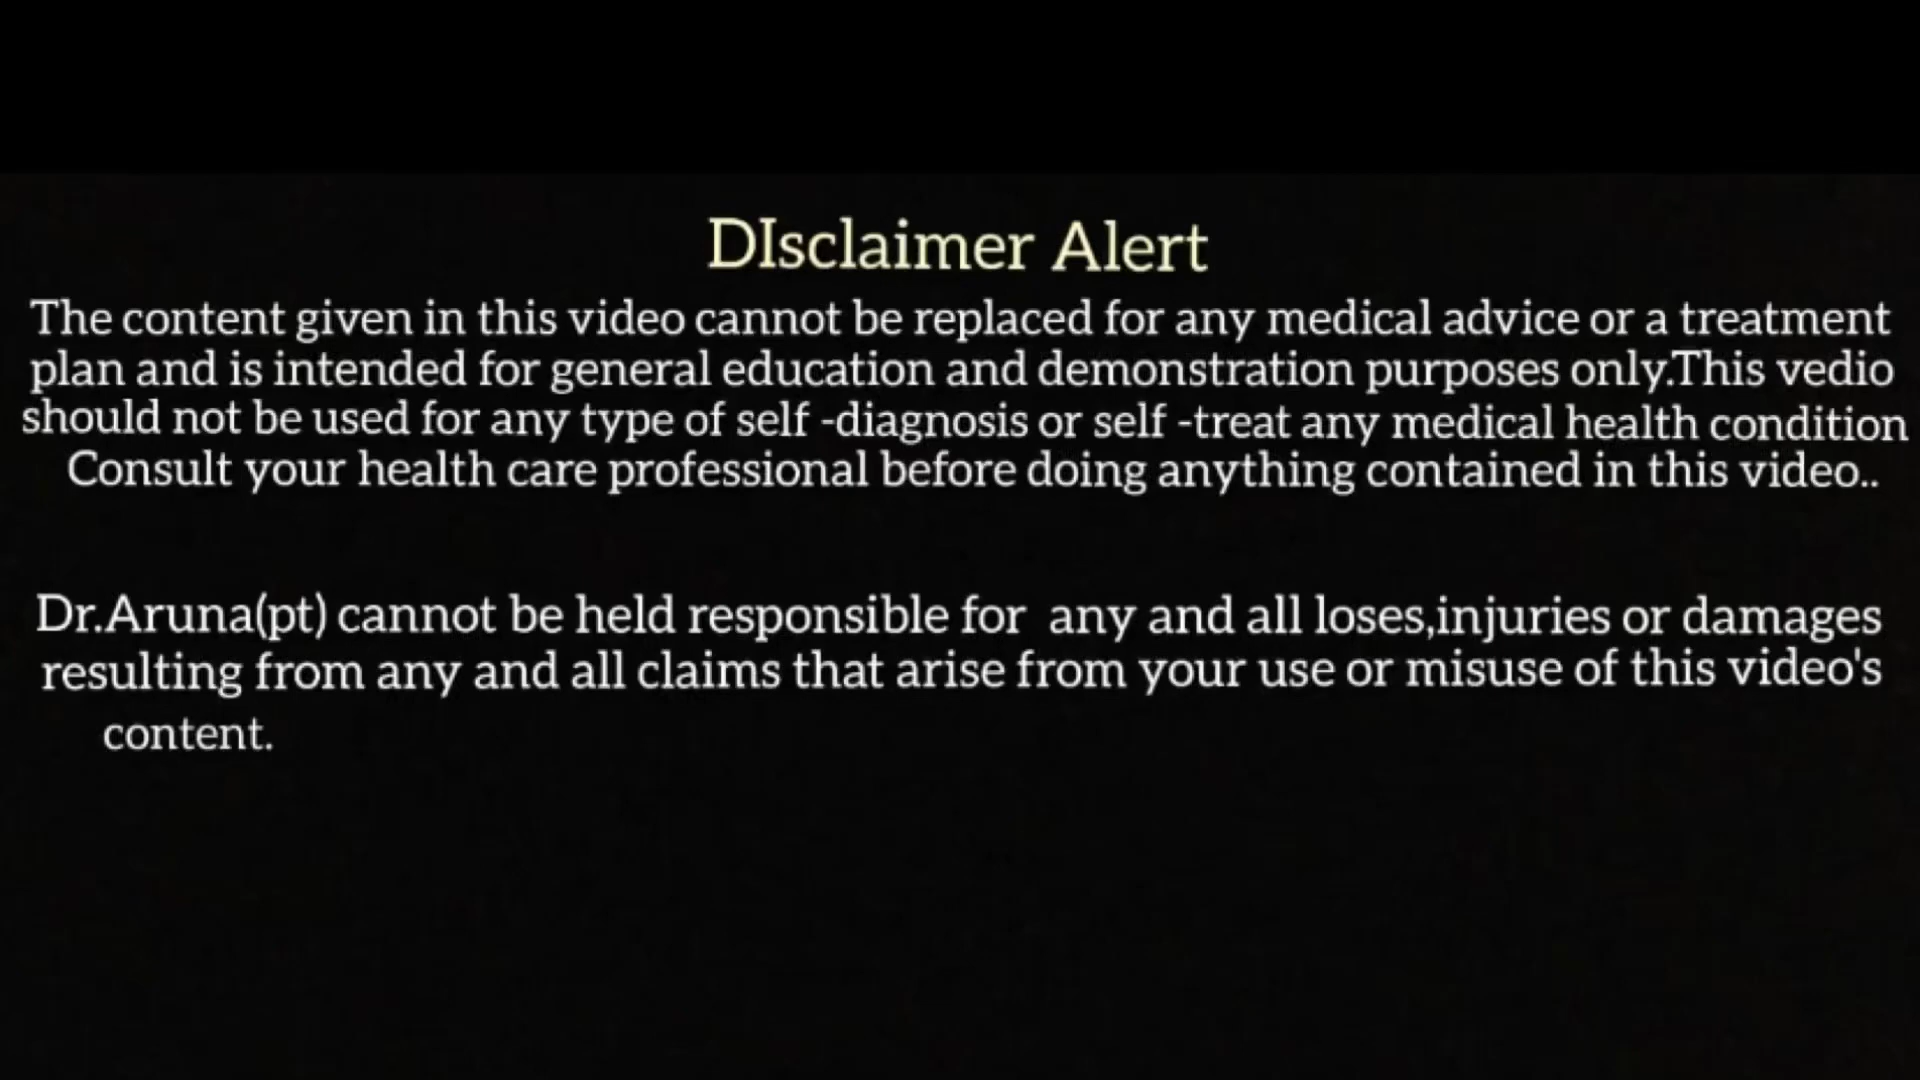 DIsclaimer Alert
The content given in this video cannot be replaced for any medical advice or a treatment
plan and is intended for general education and demonstration purposes only.This vedio
should not be used for any type of self -diagnosis or self -treat any medical health condition
Consult your health care professional before doing anything contained in this video..
Dr.Aruna(pt) cannot be held responsible for any and all loses,injuries or damages
resulting from any and all claims that arise from your use or misuse of this video's
content.